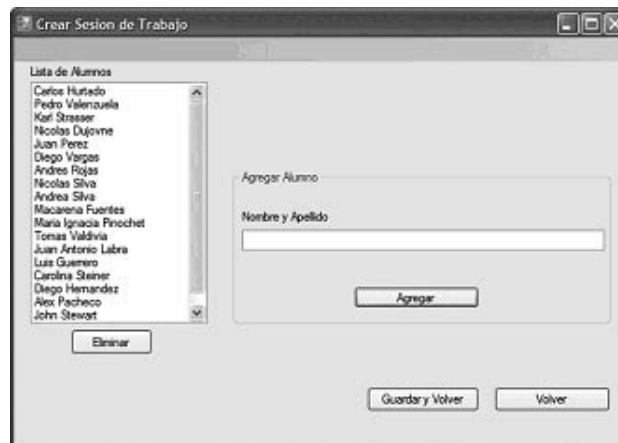 Crear Sesion de Trabajo
Lista de Alumnos
Carlos Hurtado
Pedro Valenzuela
Karl Strasser
Nicolas Dujovne
Juan Perez
Diego Vargas
Andres Rojas
Nicolas Silva
Andrea Silva
Macarena Fuentes
Maria Ignacia Pinochet
Tomas Valdivia
Juan Antonio Labra
Luis Guerrero
Carolina Steiner
Diego Hernandez
Alex Pacheco
John Stewart
Eliminar
Agregar Alumno
Nombre y Apellido
Agregar
Guardar y Volver
Volver